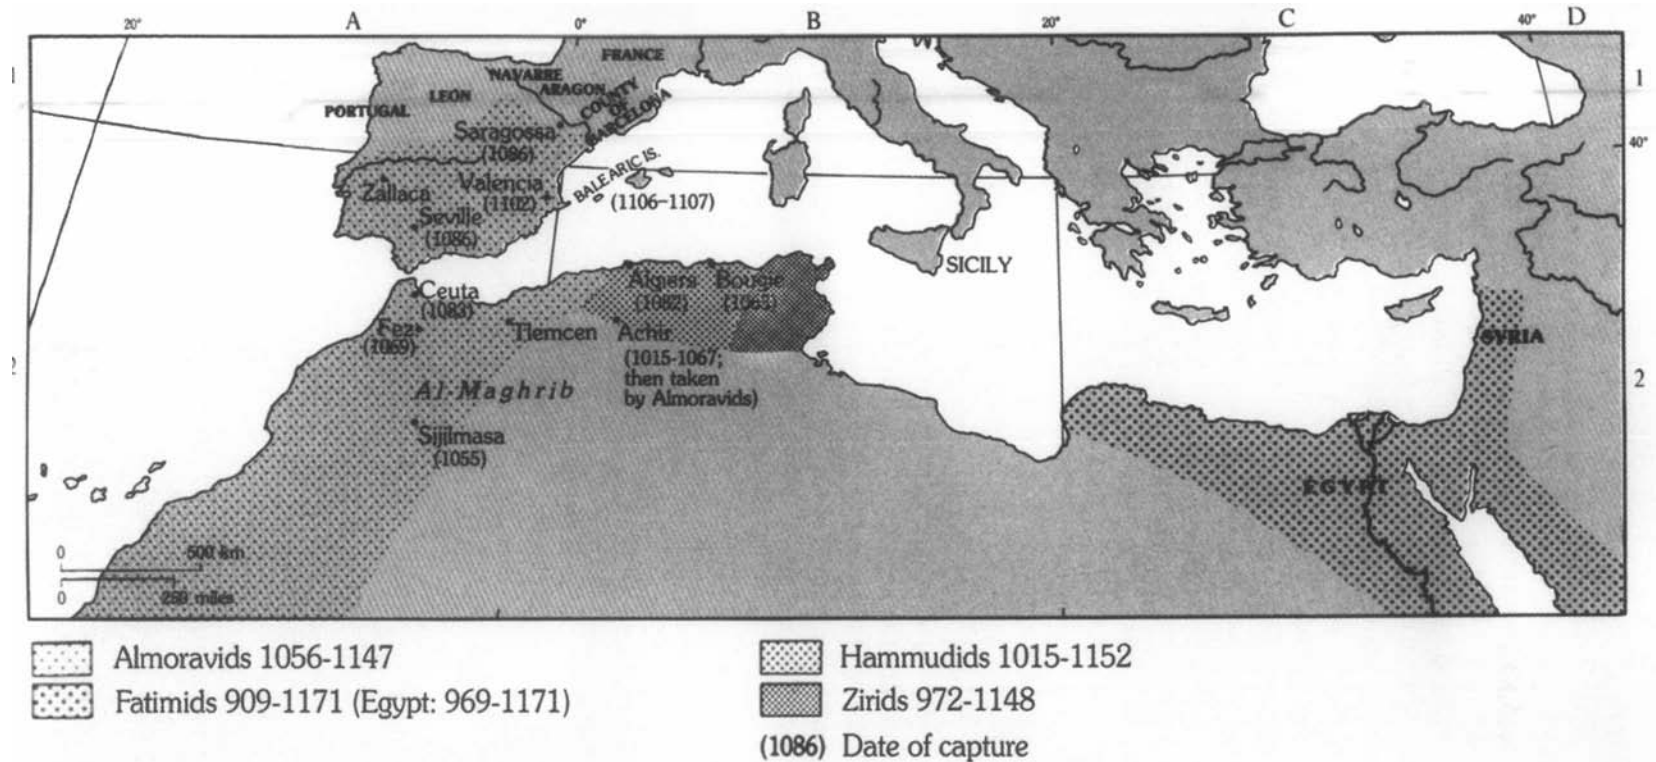 20° A 0° B 20° C 40° D
FRANCE
NAVARRE
ARAGON
LEON
COUNTY
OF
BARCELONA
PORTUGAL
1
Saragossa
(1086)
40°
BALEARIC IS.
Zallaca
Valencia
(1102)
(1106–1107)
Seville
(1086)
SICILY
Ceuta
(1083)
Algiers
(1082)
Bougie
Fez
(1069)
Tlemcen
Achir
(1015-1067;
then taken
by Almoravids)
SYRIA
2
Al-Maghrib
Sijilmasa
(1055)
EGYPT
0 500 km
0 250 miles
Almoravids 1056-1147
Fatimids 909-1171 (Egypt: 969-1171)
Hammudids 1015-1152
Zirids 972-1148
(1086) Date of capture